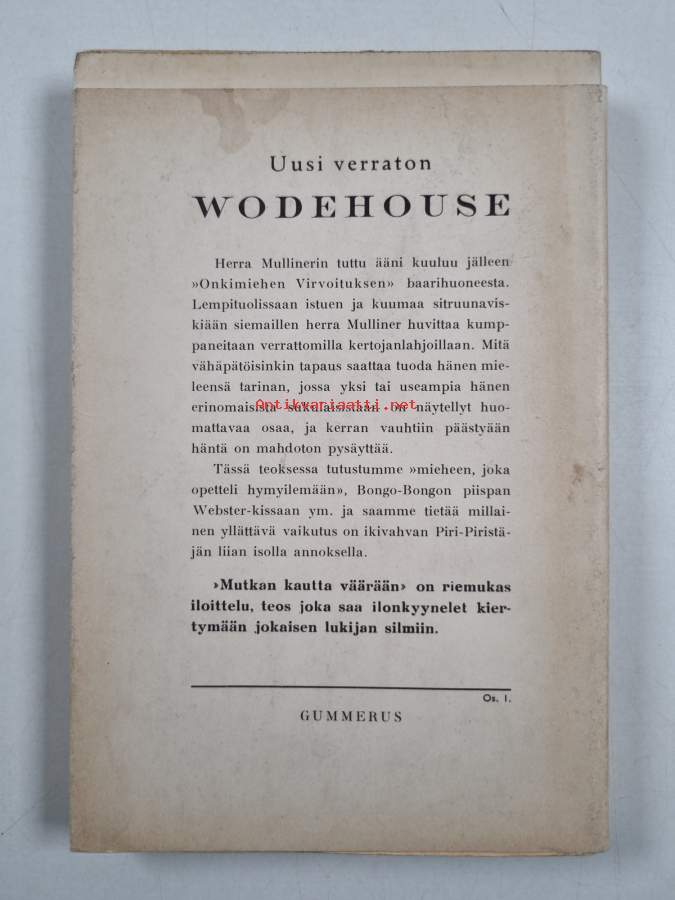 Uusi verraton
WODEHOUSE
Herra Mullinerin tuttu ääni kuuluu jälleen
»Onkimiehen Virvoituksen» baarihuoneesta.
Lempituolissaan istuen ja kuumaa sitruunavis-
kiään siemaillen herra Mulliner huvittaa kump-
paneitaan verrattomilla kertojanlahjoillaan. Mitä
vähäpätöisinkin tapaus saattaa tuoda hänen mie-
leensä tarinan, jossa yksi tai useampia hänen
erinomaisista sukulaisistaan on näytellyt huo-
Antikvariaatti.net
mattavaa osaa, ja kerran vauhtiin päästyään
häntä on mahdoton pysäyttää.
Tässä teoksessa tutustumme »mieheen, joka
opetteli hymyilemään», Bongo-Bongon piispan
Webster-kissaan ym. ja saamme tietää millai-
nen yllättävä vaikutus on ikivahvan Piri-Piristä-
jän liian isolla annoksella.
»Mutkan kautta väärään» on riemukas
iloittelu, teos joka saa ilonkyynelet kier-
tymään jokaisen lukijan silmiin.
Os. 1.
GUMMERUS